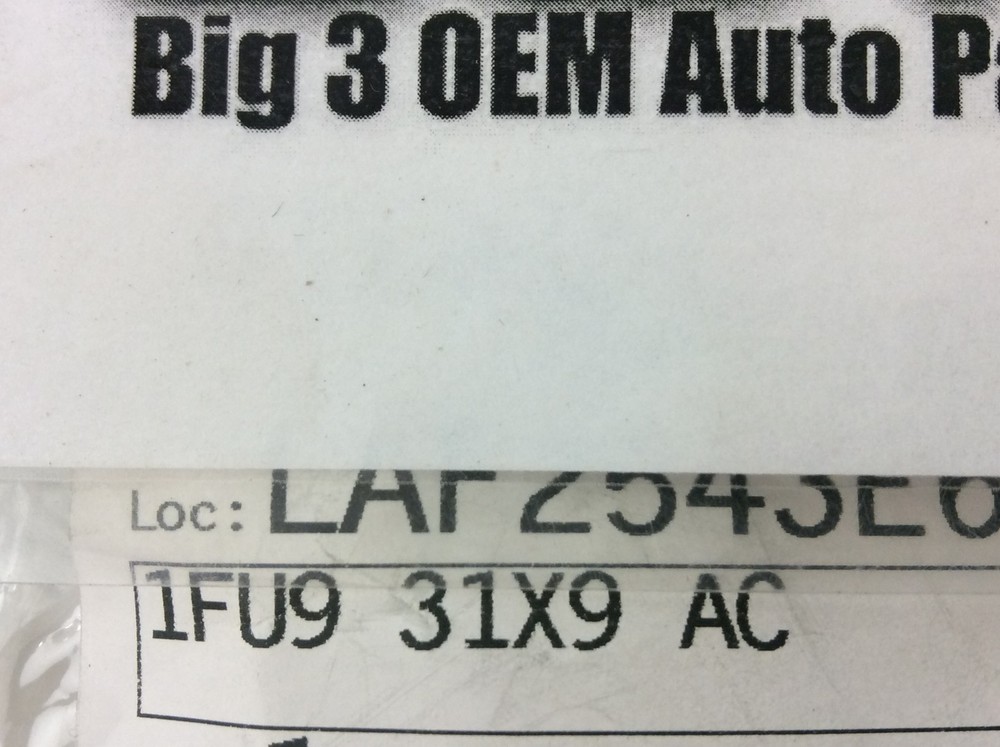 Big 3 OEM Auto
Loc:
1FU9 31X9 AC